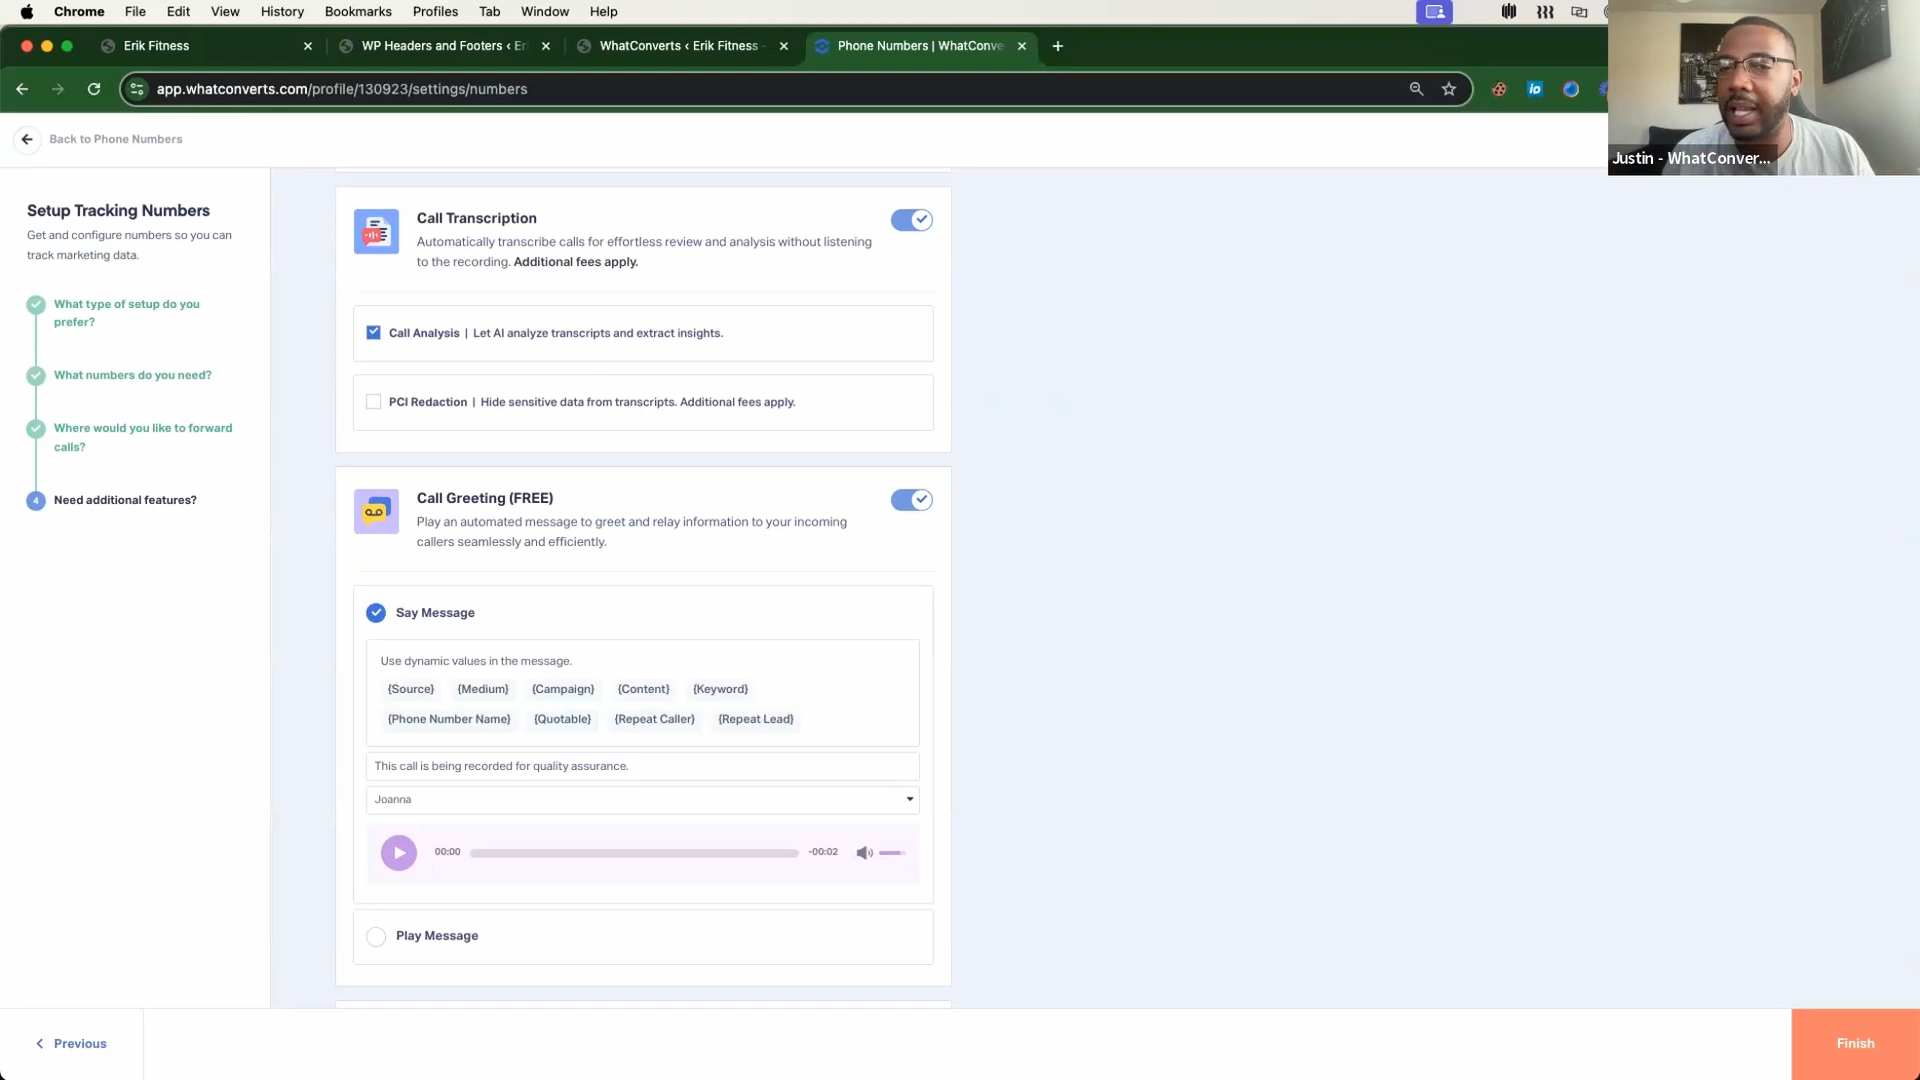 Chrome File Edit View History Bookmarks Profiles Tab Window Help
Erik Fitness
WP Headers and Footers ‹ Er
WhatConverts ‹ Erik Fitness -
Phone Numbers | WhatConve
app.whatconverts.com/profile/130923/settings/numbers
Back to Phone Numbers
Justin - WhatConver...
Setup Tracking Numbers
Get and configure numbers so you can
track marketing data.
What type of setup do you
prefer?
What numbers do you need?
Where would you like to forward
calls?
4 Need additional features?
Call Transcription
Automatically transcribe calls for effortless review and analysis without listening
to the recording. Additional fees apply.
Call Analysis | Let AI analyze transcripts and extract insights.
PCI Redaction | Hide sensitive data from transcripts. Additional fees apply.
Call Greeting (FREE)
Play an automated message to greet and relay information to your incoming
callers seamlessly and efficiently.
Say Message
Use dynamic values in the message.
{Source} {Medium} {Campaign} {Content} {Keyword}
{Phone Number Name} {Quotable} {Repeat Caller} {Repeat Lead}
This call is being recorded for quality assurance.
Joanna
00:00 -00:02
Play Message
Previous
Finish